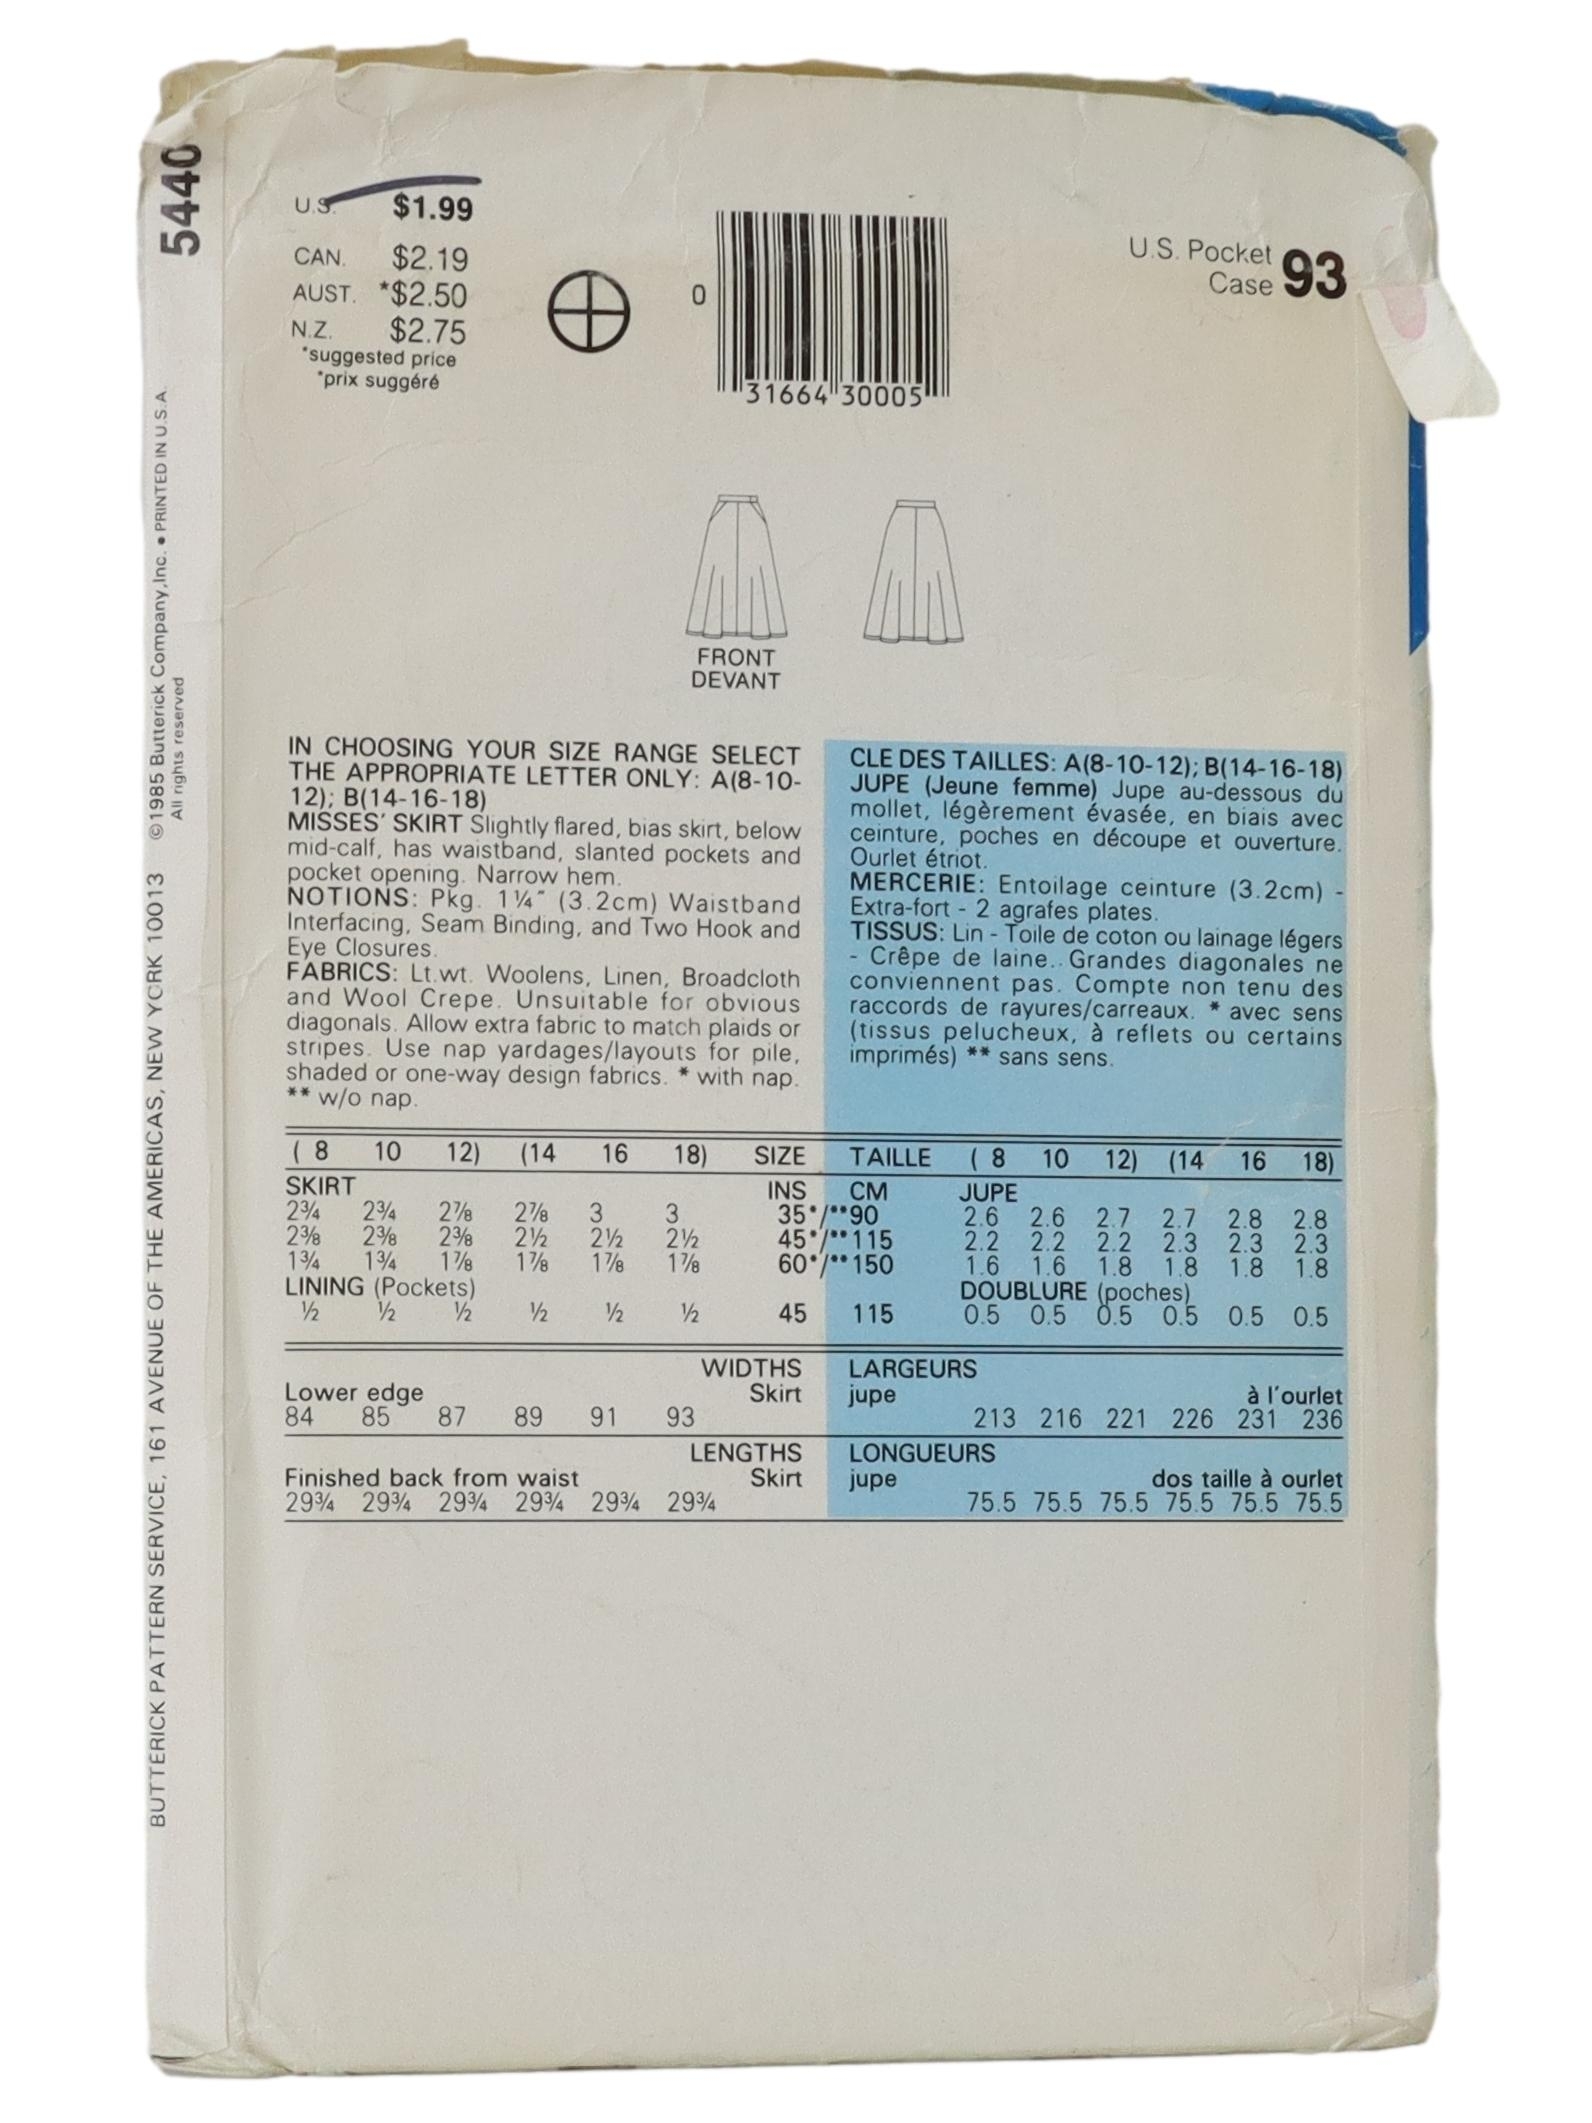 5440
U.S. $1.99
CAN. $2.19
AUST. *$2.50
N.Z. $2.75
*suggested price
*prix suggéré
0
31664 30005
U.S. Pocket
Case 93
FRONT
DEVANT
BUTTERICK PATTERN SERVICE, 161 AVENUE OF THE AMERICAS, NEW YORK 10013 ©1985 Butterick Company,Inc. • PRINTED IN U.S.A.
All rights reserved
IN CHOOSING YOUR SIZE RANGE SELECT
THE APPROPRIATE LETTER ONLY: A(8-10-
12); B(14-16-18)
MISSES' SKIRT Slightly flared, bias skirt, below
mid-calf, has waistband, slanted pockets and
pocket opening. Narrow hem.
NOTIONS: Pkg. 1¼" (3.2cm) Waistband
Interfacing, Seam Binding, and Two Hook and
Eye Closures.
FABRICS: Lt.wt. Woolens, Linen, Broadcloth
and Wool Crepe. Unsuitable for obvious
diagonals. Allow extra fabric to match plaids or
stripes. Use nap yardages/layouts for pile,
shaded or one-way design fabrics. * with nap.
** w/o nap.
CLE DES TAILLES: A(8-10-12); B(14-16-18)
JUPE (Jeune femme) Jupe au-dessous du
mollet, légèrement évasée, en biais avec
ceinture, poches en découpe et ouverture.
Ourlet étriot.
MERCERIE: Entoilage ceinture (3.2cm) -
Extra-fort - 2 agrafes plates.
TISSUS: Lin - Toile de coton ou lainage légers
- Crêpe de laine.. Grandes diagonales ne
conviennent pas. Compte non tenu des
raccords de rayures/carreaux. * avec sens
(tissus pelucheux, à reflets ou certains
imprimés) ** sans sens.
( 8 10 12) (14 16 18) SIZE TAILLE ( 8 10 12) (14 16 18)
SKIRT INS CM JUPE
2¾ 2¾ 2⅞ 2⅞ 3 3 35*/**90 2.6 2.6 2.7 2.7 2.8 2.8
2⅜ 2⅜ 2⅜ 2½ 2½ 2½ 45*/**115 2.2 2.2 2.2 2.3 2.3 2.3
1¾ 1¾ 1⅞ 1⅞ 1⅞ 1⅞ 60*/**150 1.6 1.6 1.8 1.8 1.8 1.8
LINING (Pockets) DOUBLURE (poches)
½ ½ ½ ½ ½ ½ 45 115 0.5 0.5 0.5 0.5 0.5 0.5
WIDTHS LARGEURS
Lower edge Skirt jupe à l'ourlet
84 85 87 89 91 93 213 216 221 226 231 236
LENGTHS LONGUEURS
Finished back from waist Skirt jupe dos taille à ourlet
29¾ 29¾ 29¾ 29¾ 29¾ 29¾ 75.5 75.5 75.5 75.5 75.5 75.5